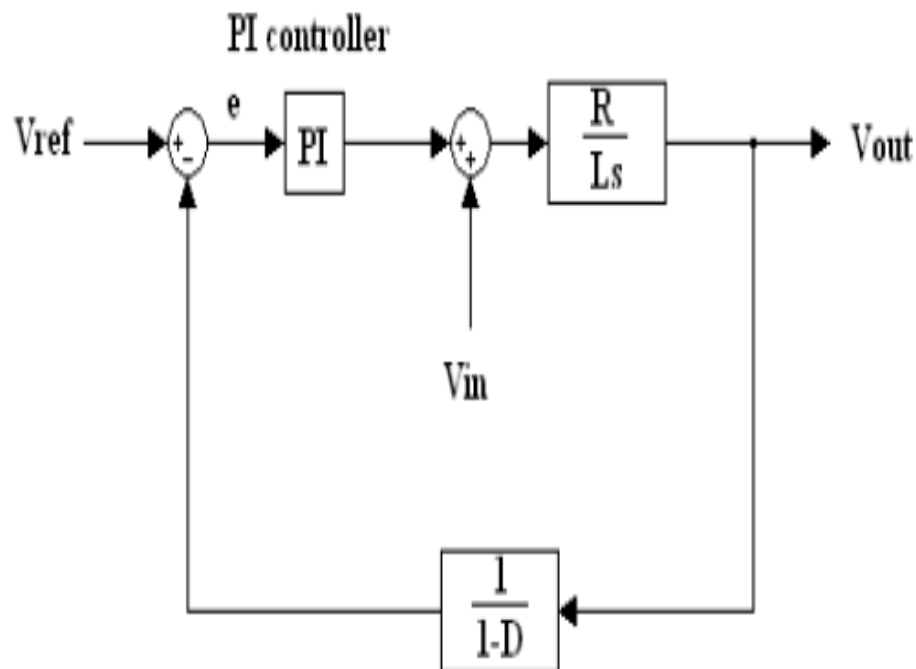 PI controller
e
Vref
+
-
PI
+
+
R
Ls
Vout
Vin
1
1-D